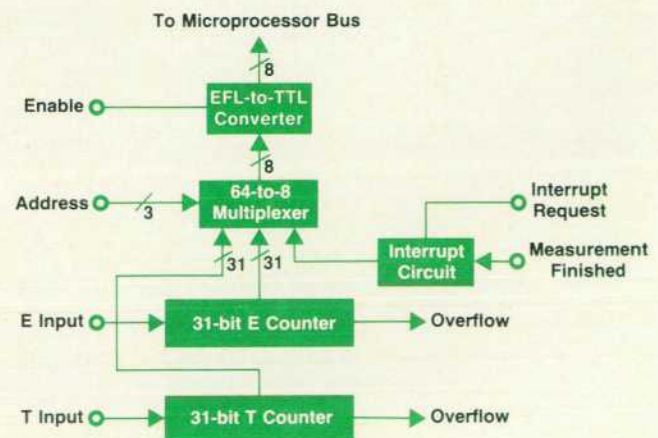 To Microprocessor Bus
8
Enable
EFL-to-TTL
Converter
8
Address
3
64-to-8
Multiplexer
Interrupt
Request
31
31
Interrupt
Circuit
Measurement
Finished
E Input
31-bit E Counter
Overflow
T Input
31-bit T Counter
Overflow